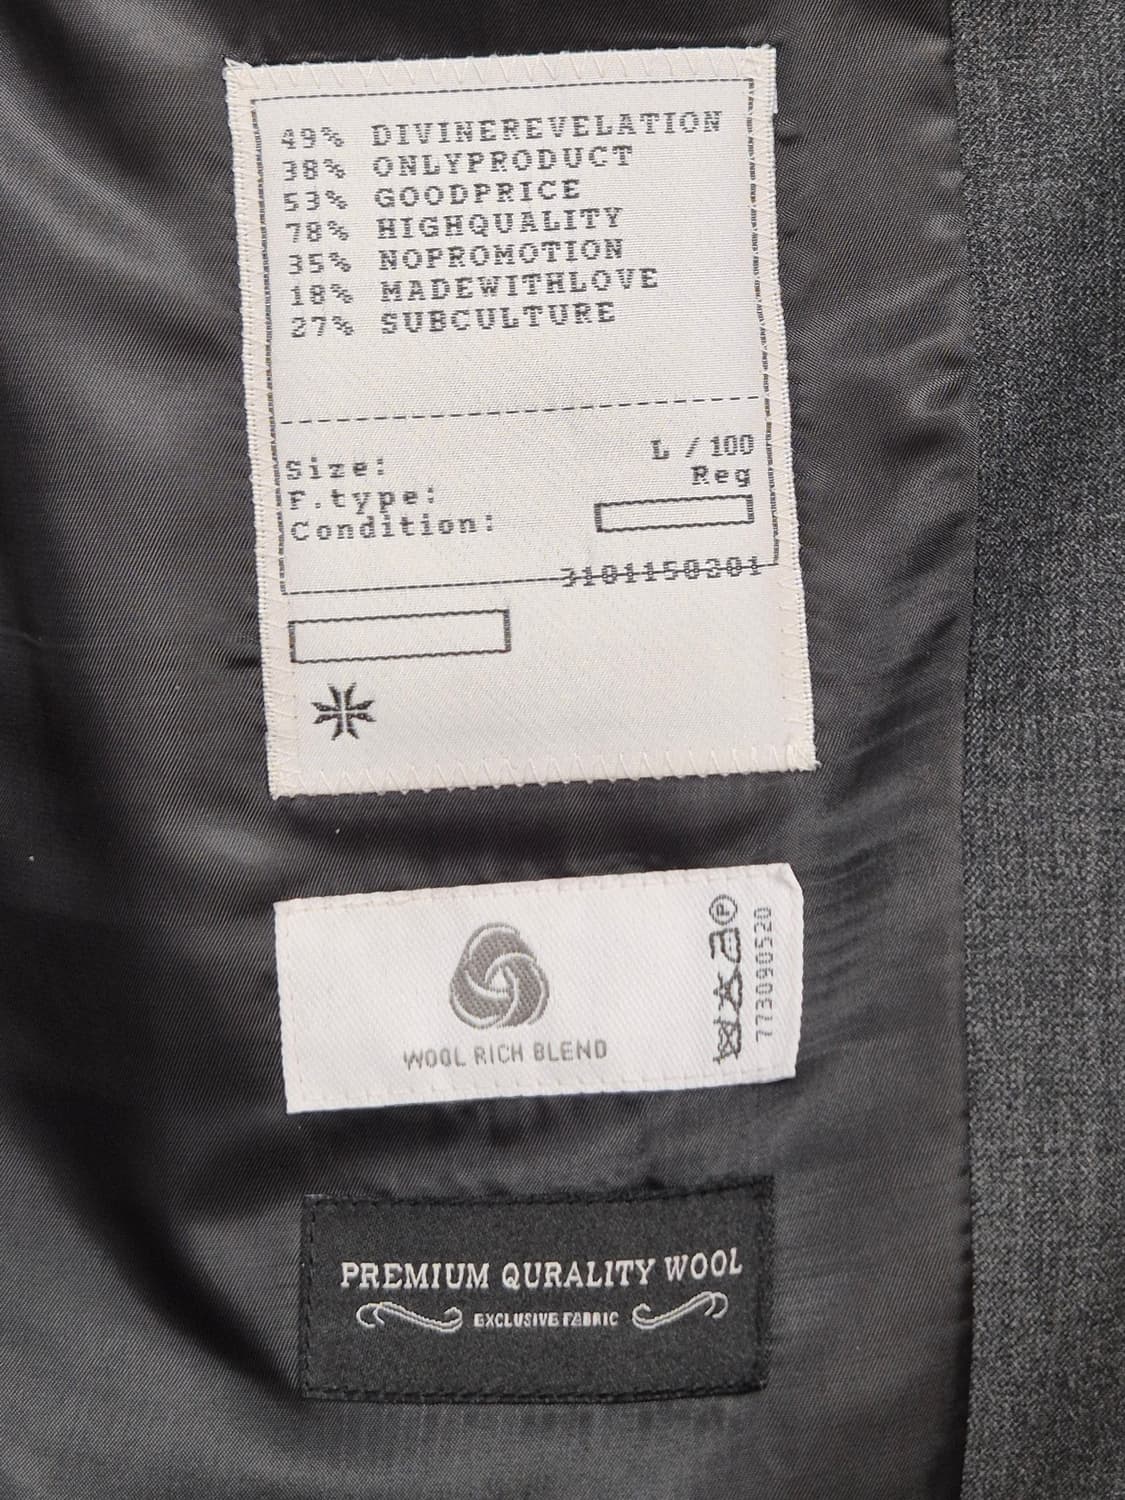 49% DIVINEREVELATION
38% ONLYPRODUCT
53% GOODPRICE
78% HIGHQUALITY
35% NOPROMOTION
18% MADEWITHLOVE
27% SUBCULTURE
Size: L / 100
F.type: Reg
Condition:
3101150301
WOOL RICH BLEND
P
773090520
PREMIUM QURALITY WOOL
EXCLUSIVE FABRIC